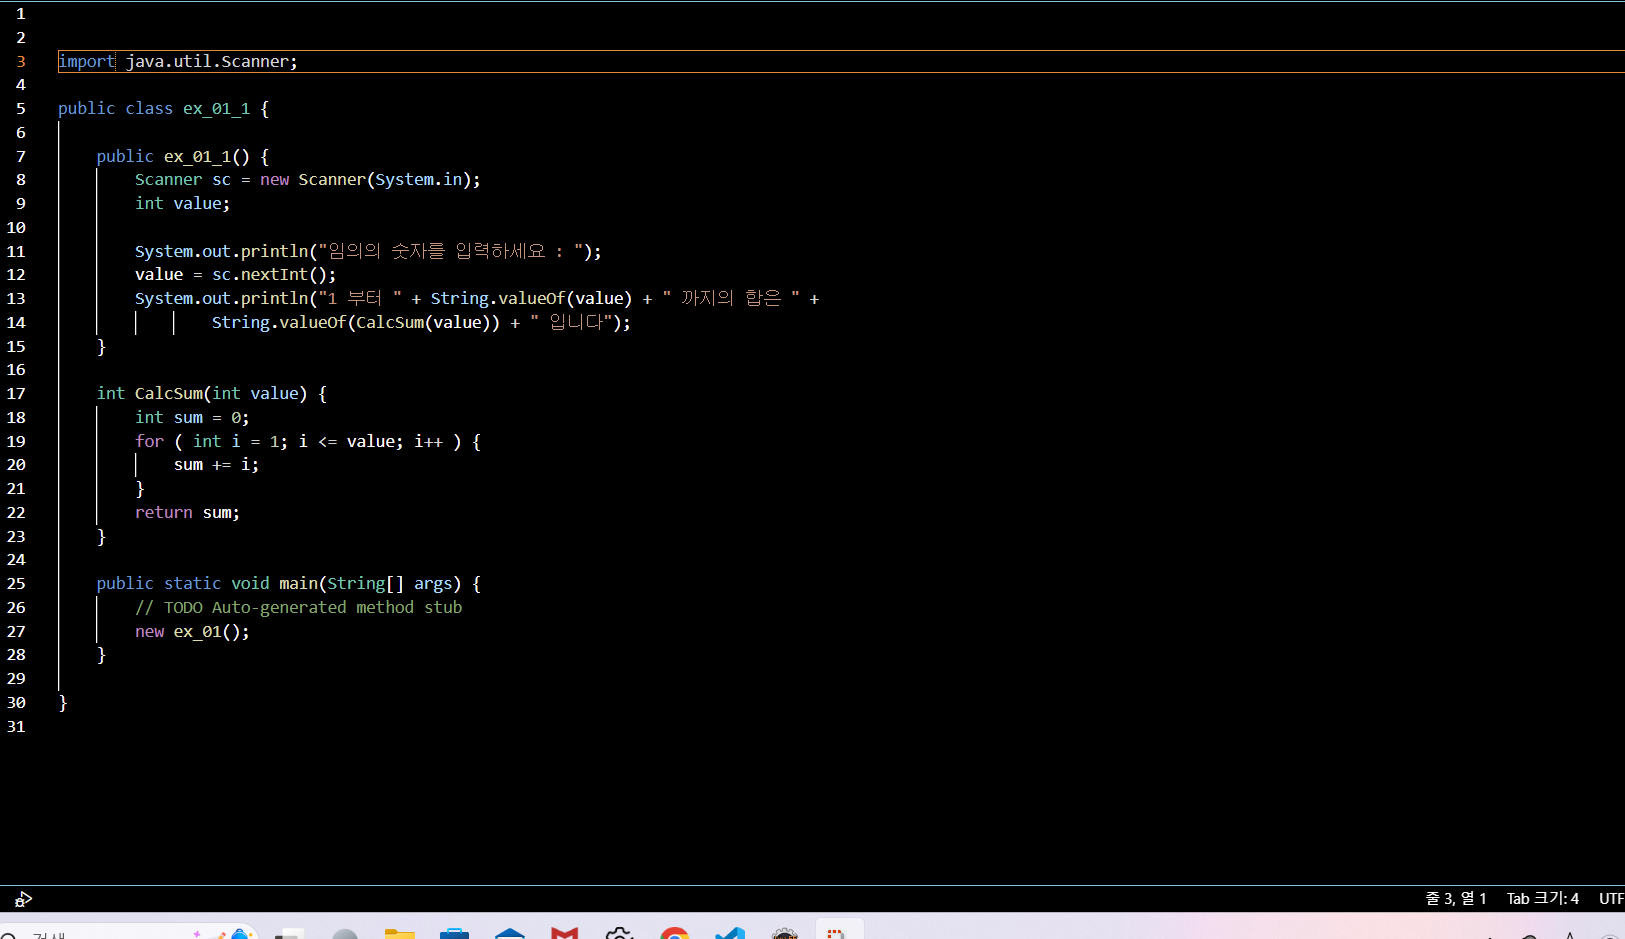 1
2
3 import java.util.Scanner;
4
5 public class ex_01_1 {
6
7 public ex_01_1() {
8 Scanner sc = new Scanner(System.in);
9 int value;
10
11 System.out.println("임의의 숫자를 입력하세요 : ");
12 value = sc.nextInt();
13 System.out.println("1 부터 " + String.valueOf(value) + " 까지의 합은 " +
14 String.valueOf(CalcSum(value)) + " 입니다");
15 }
16
17 int CalcSum(int value) {
18 int sum = 0;
19 for ( int i = 1; i <= value; i++ ) {
20 sum += i;
21 }
22 return sum;
23 }
24
25 public static void main(String[] args) {
26 // TODO Auto-generated method stub
27 new ex_01();
28 }
29
30 }
31
줄 3, 열 1 Tab 크기: 4 UTF